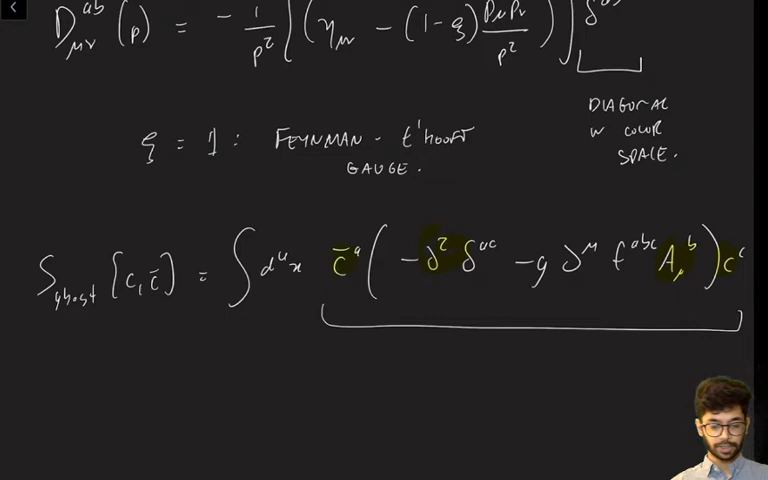 D_{μν}^{ab}(p) = -1/p² [(η_{μν} - (1-ξ) p_μ p_ν/p²)] δ^{ab}
DIAGONAL
IN COLOR
SPACE.
ξ = 1 : FEYNMAN - t'HOOFT
GAUGE.
S_{ghost}[c, c̄] = ∫ d⁴x c̄^a (-∂² δ^{ac} - g ∂^μ f^{abc} A_μ^b) c^c